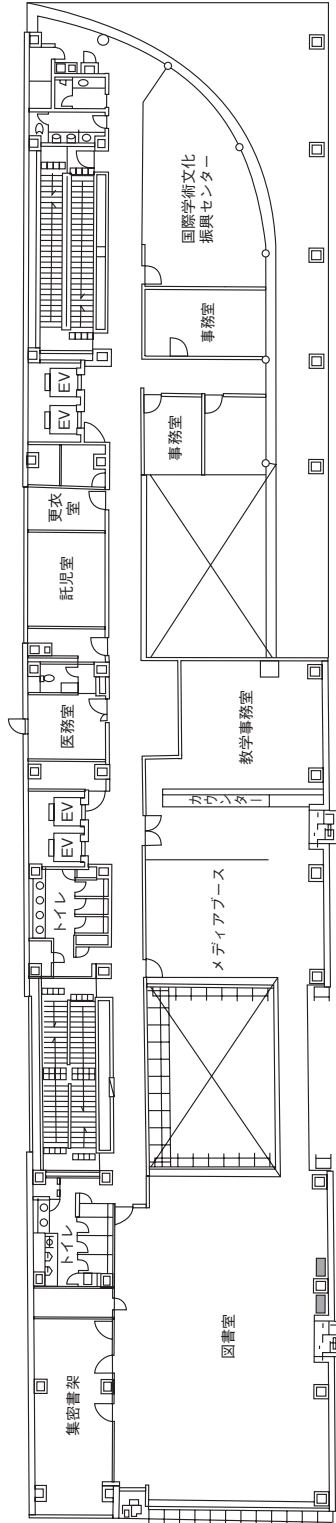 国際学術文化
振興センター
事務室
事務室
EV
EV
更衣
室
託児室
医務室
教学事務室
カウンター
EV
EV
トイレ
メディアブース
トイレ
図書室
集密書架